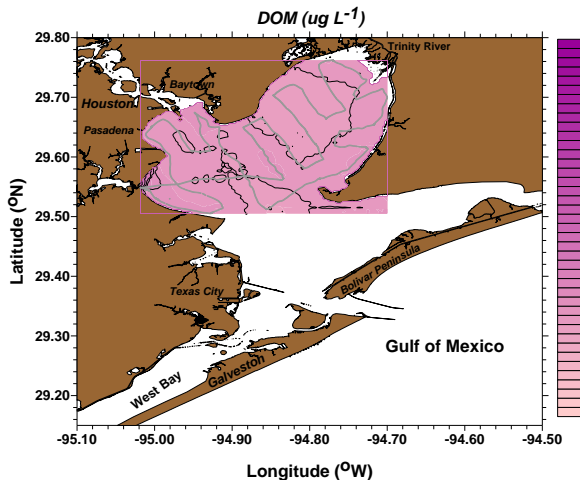 DOM (ug L-1)
29.80
29.70
29.60
29.50
29.40
29.30
29.20
Latitude (ON)
Trinity River
Baytown
Houston
Pasadena
Texas City
Bolivar Peninsula
Gulf of Mexico
West Bay
Galveston
-95.10 -95.00 -94.90 -94.80 -94.70 -94.60 -94.50
Longitude (OW)